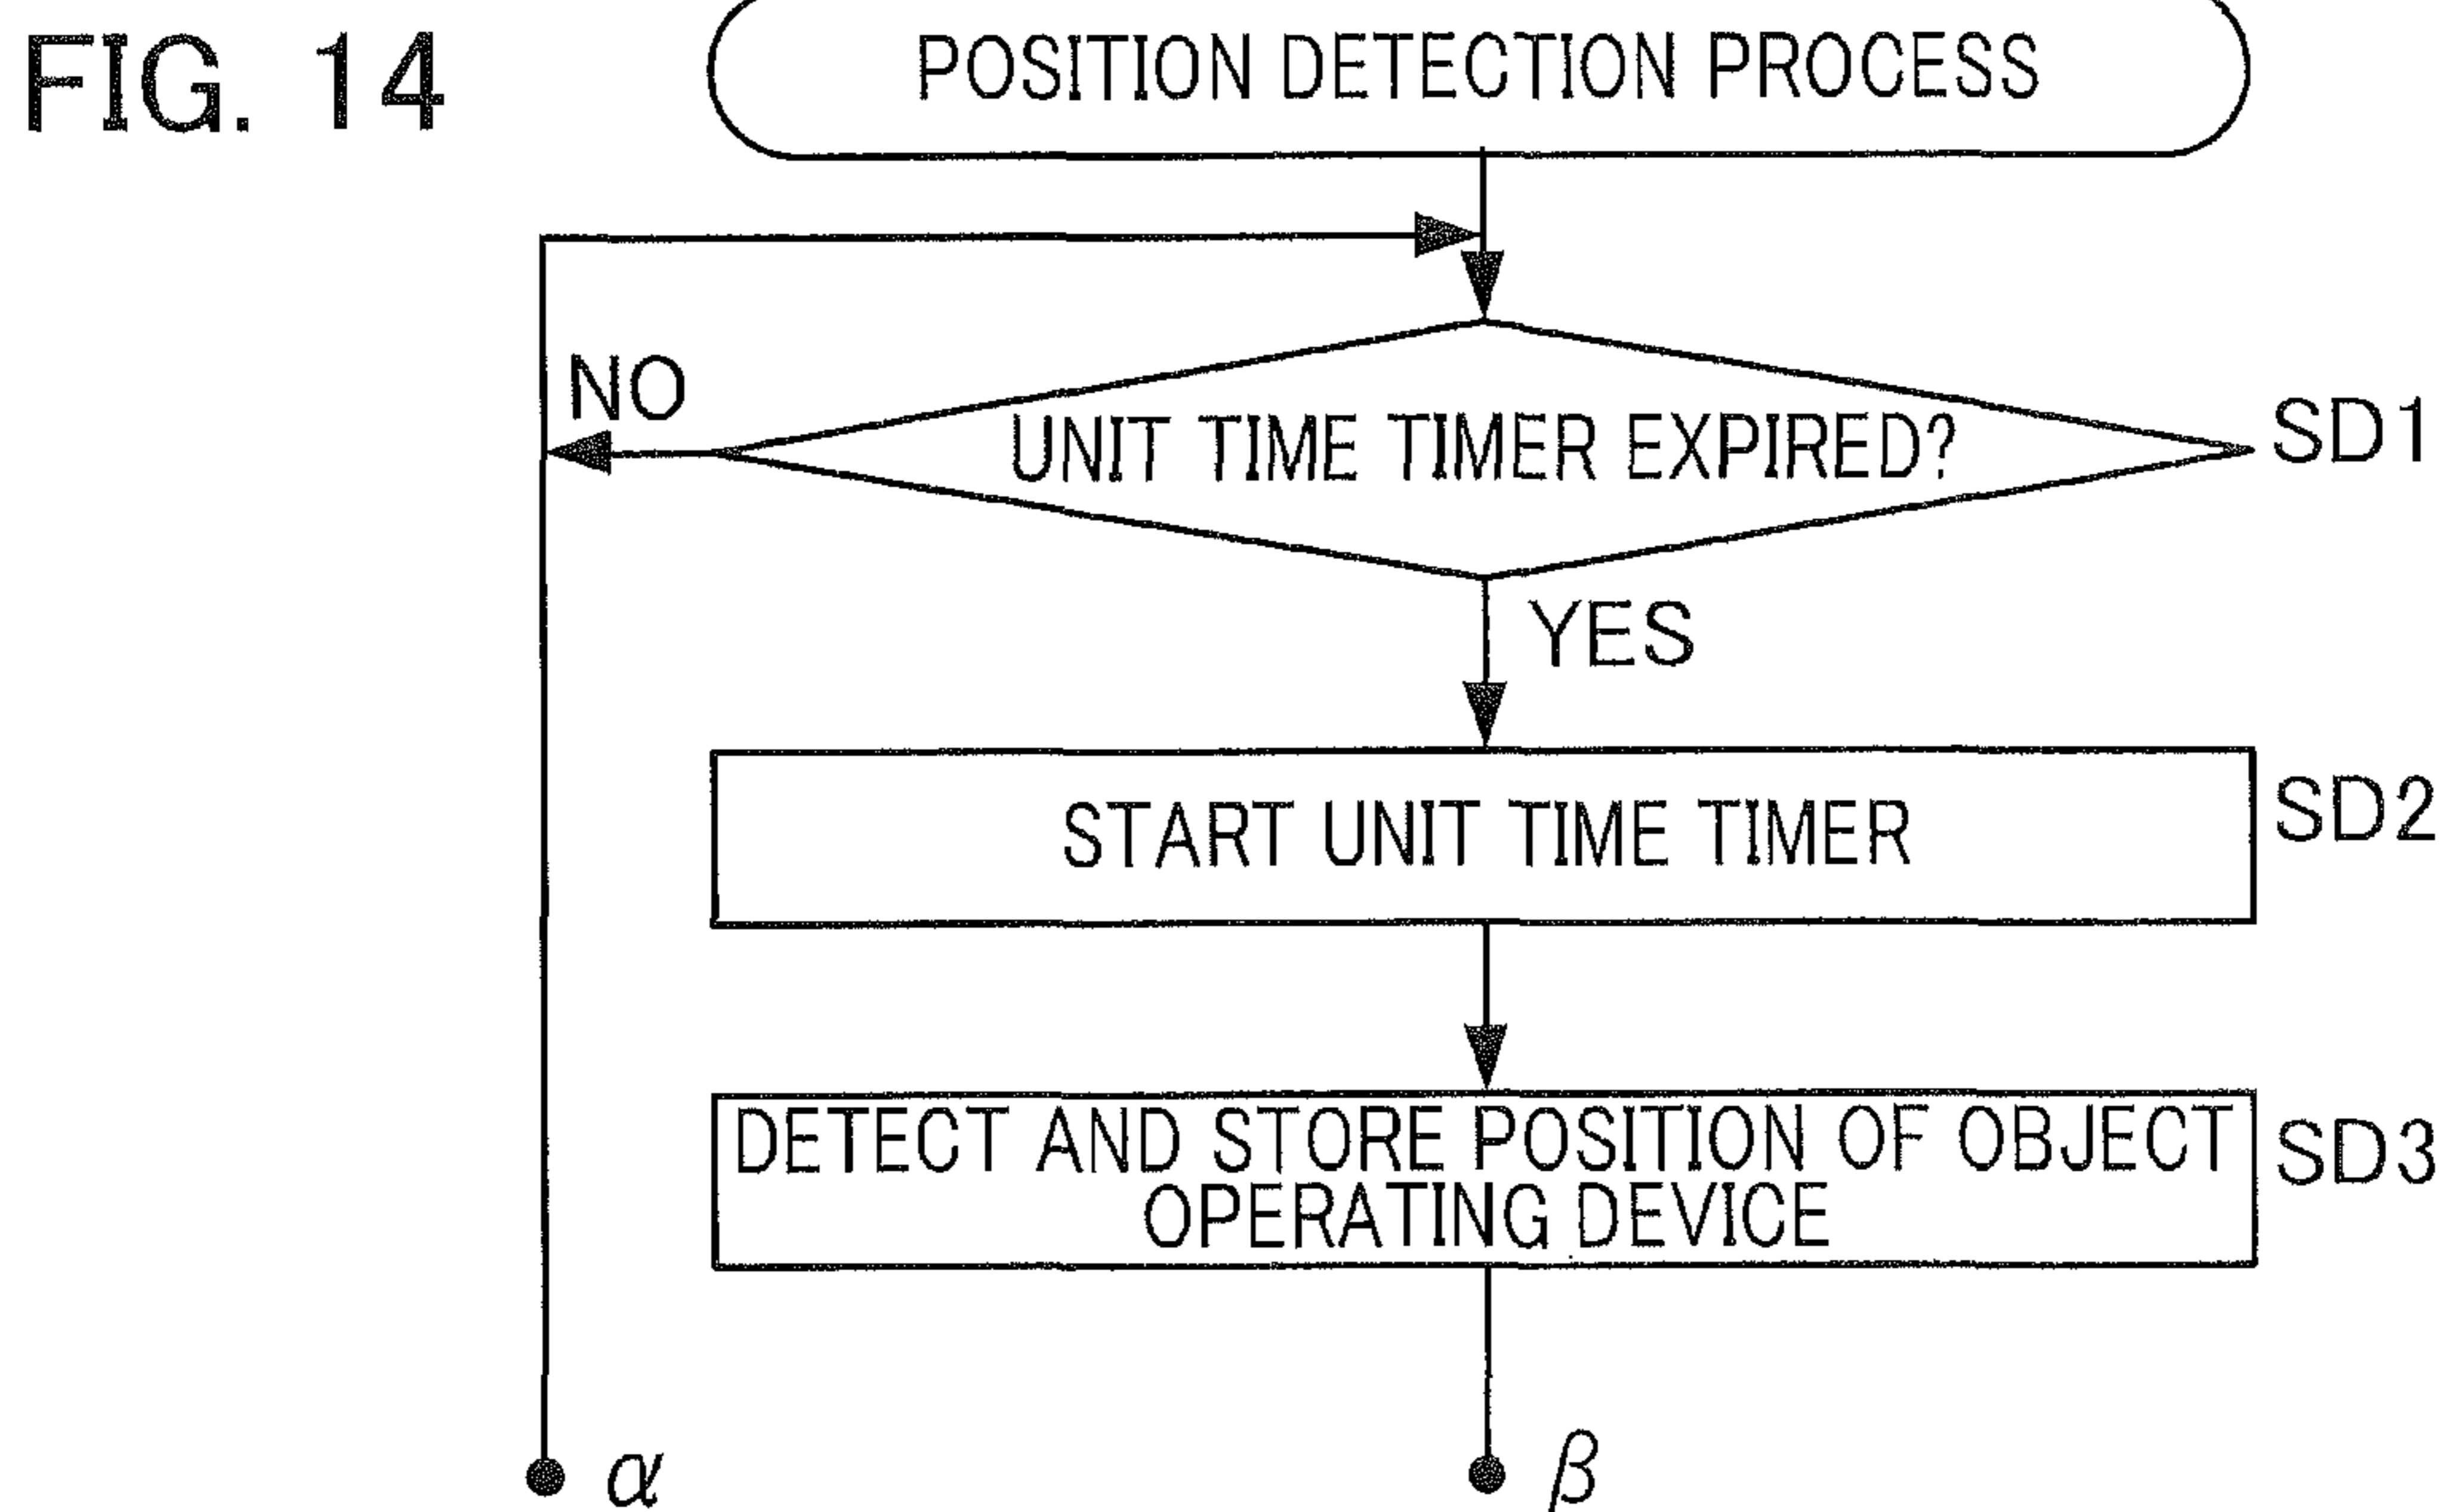 FIG. 14
POSITION DETECTION PROCESS
NO
UNIT TIME TIMER EXPIRED?
SD1
YES
START UNIT TIME TIMER
SD2
DETECT AND STORE POSITION OF OBJECT
OPERATING DEVICE
SD3
α
β